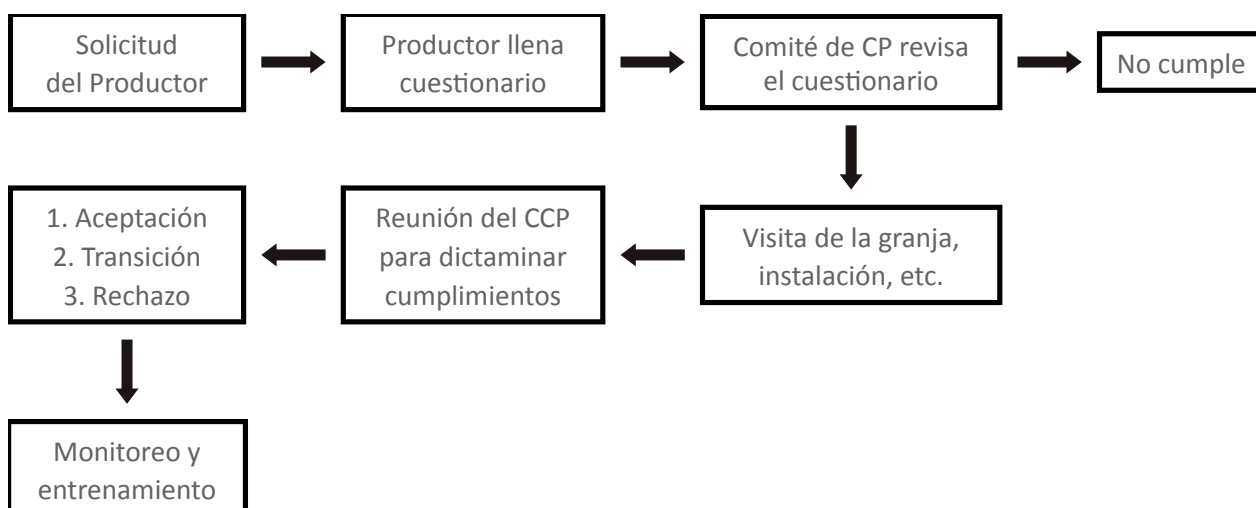 Solicitud
del Productor
Productor llena
cuestionario
Comité de CP revisa
el cuestionario
No cumple
Visita de la granja,
instalación, etc.
Reunión del CCP
para dictaminar
cumplimientos
1. Aceptación
2. Transición
3. Rechazo
Monitoreo y
entrenamiento